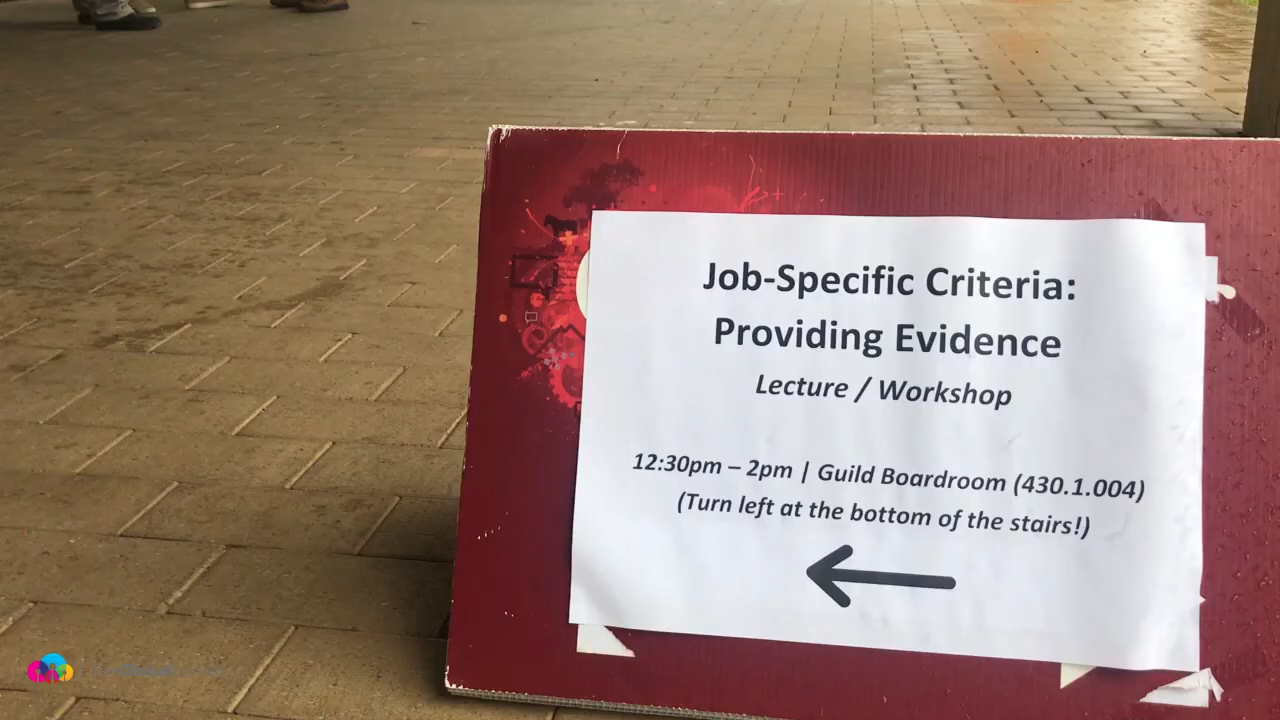 Job-Specific Criteria:
Providing Evidence
Lecture / Workshop
12:30pm – 2pm | Guild Boardroom (430.1.004)
(Turn left at the bottom of the stairs!)